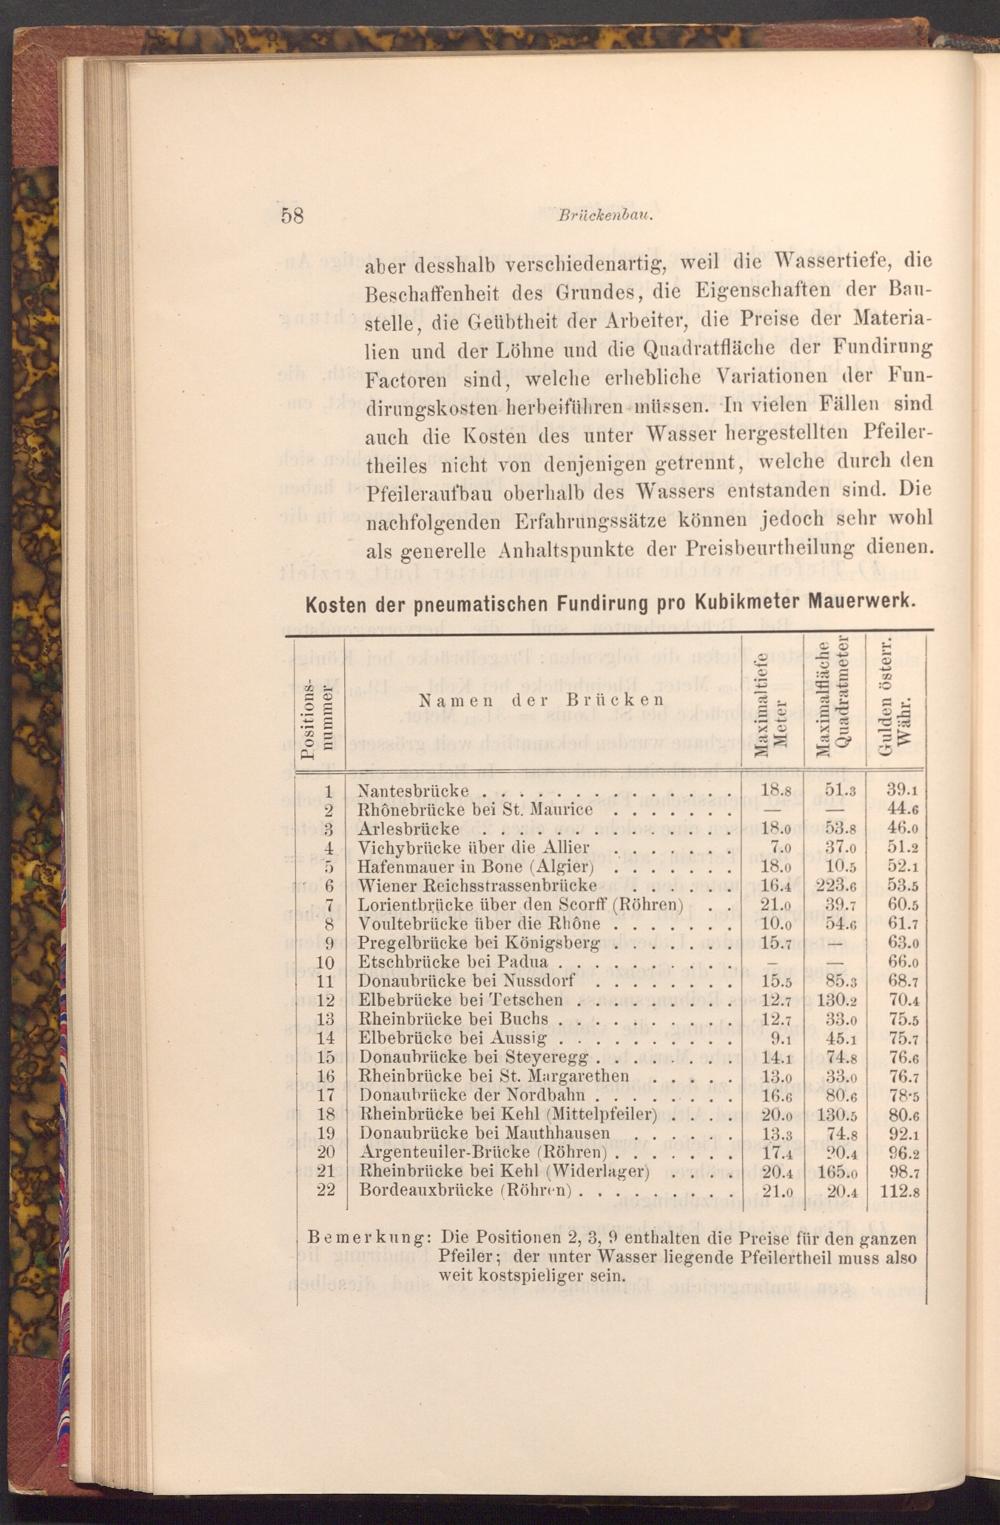 58
Brückenbau.
aber desshalb verschiedenartig, weil die Wassertiefe, die
Beschaffenheit des Grundes, die Eigenschaften der Bau-
stelle, die Geübtheit der Arbeiter, die Preise der Materia-
lien und der Löhne und die Quadratfläche der Fundirung
Factoren sind, welche erhebliche Variationen der Fun-
dirungskosten herbeiführen müssen. In vielen Fällen sind
auch die Kosten des unter Wasser hergestellten Pfeiler-
theiles nicht von denjenigen getrennt, welche durch den
Pfeileraufbau oberhalb des Wassers entstanden sind. Die
nachfolgenden Erfahrungssätze können jedoch sehr wohl
als generelle Anhaltspunkte der Preisbeurtheilung dienen.
Kosten der pneumatischen Fundirung pro Kubikmeter Mauerwerk.
Positions-
nummer
Namen der Brücken
Maximaltiefe
Meter
Maximalfläche
Quadratmeter
Gulden österr.
Währ.
1 Nantesbrücke . . . . . . . . . . . . . . 18.8 51.3 39.1
2 Rhônebrücke bei St. Maurice . . . . . . . — — 44.6
3 Arlesbrücke . . . . . . . . . . . . . . 18.0 53.8 46.0
4 Vichybrücke über die Allier . . . . . . . 7.0 37.0 51.2
5 Hafenmauer in Bone (Algier) . . . . . . . 18.0 10.5 52.1
6 Wiener Reichsstrassenbrücke . . . . . . . 16.4 223.6 53.5
7 Lorientbrücke über den Scorff (Röhren) . . 21.0 39.7 60.5
8 Voultebrücke über die Rhône . . . . . . . 10.0 54.6 61.7
9 Pregelbrücke bei Königsberg . . . . . . . 15.7 — 63.0
10 Etschbrücke bei Padua . . . . . . . . . . — — 66.0
11 Donaubrücke bei Nussdorf . . . . . . . . 15.5 85.3 68.7
12 Elbebrücke bei Tetschen . . . . . . . . . 12.7 130.2 70.4
13 Rheinbrücke bei Buchs . . . . . . . . . . 12.7 33.0 75.5
14 Elbebrücke bei Aussig . . . . . . . . . . 9.1 45.1 75.7
15 Donaubrücke bei Steyeregg . . . . . . . . 14.1 74.8 76.6
16 Rheinbrücke bei St. Margarethen . . . . . 13.0 33.0 76.7
17 Donaubrücke der Nordbahn . . . . . . . . 16.6 80.6 78·5
18 Rheinbrücke bei Kehl (Mittelpfeiler) . . . . 20.0 130.5 80.6
19 Donaubrücke bei Mauthhausen . . . . . . 13.3 74.8 92.1
20 Argenteuiler-Brücke (Röhren) . . . . . . . 17.4 20.4 96.2
21 Rheinbrücke bei Kehl (Widerlager) . . . . 20.4 165.0 98.7
22 Bordeauxbrücke (Röhren) . . . . . . . . . 21.0 20.4 112.8
Bemerkung: Die Positionen 2, 3, 9 enthalten die Preise für den ganzen
Pfeiler; der unter Wasser liegende Pfeilertheil muss also
weit kostspieliger sein.